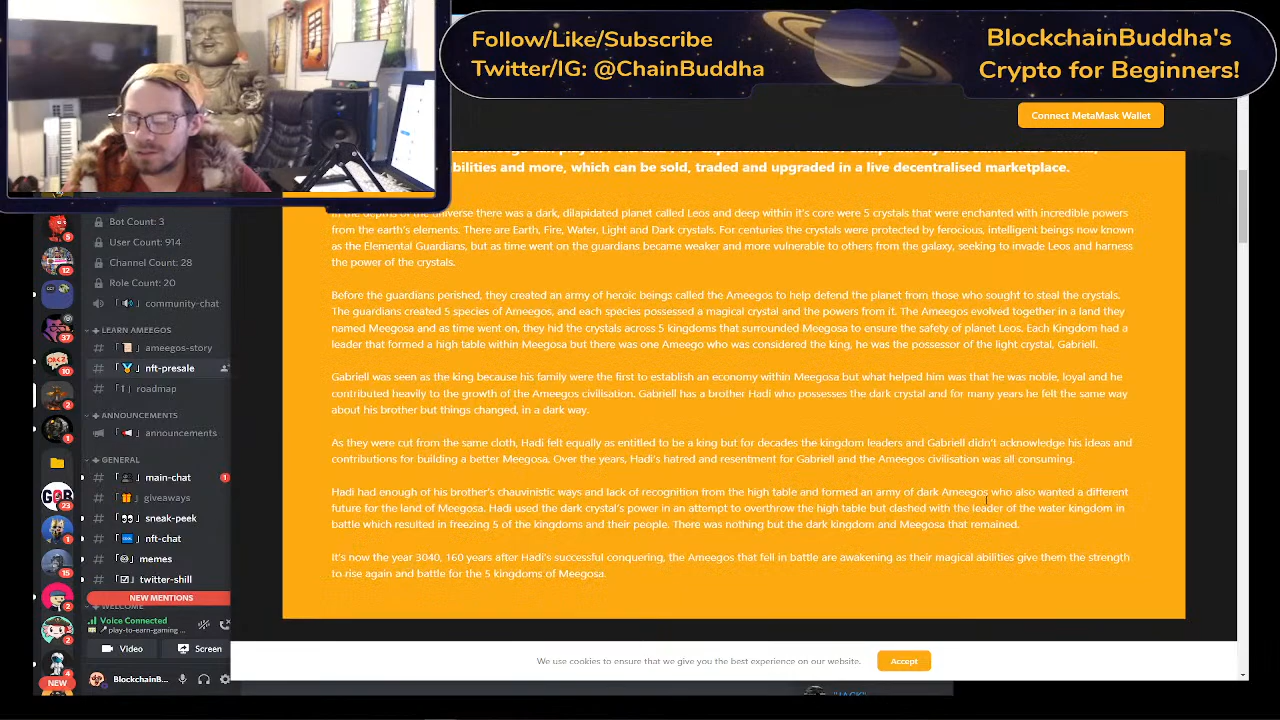 Follow/Like/Subscribe
Twitter/IG: @ChainBuddha
BlockchainBuddha's
Crypto for Beginners!
Connect MetaMask Wallet
bilities and more, which can be sold, traded and upgraded in a live decentralised marketplace.
In the depths of the universe there was a dark, dilapidated planet called Leos and deep within it's core were 5 crystals that were enchanted with incredible powers
from the earth's elements. There are Earth, Fire, Water, Light and Dark crystals. For centuries the crystals were protected by ferocious, intelligent beings now known
as the Elemental Guardians, but as time went on the guardians became weaker and more vulnerable to others from the galaxy, seeking to invade Leos and harness
the power of the crystals.
Before the guardians perished, they created an army of heroic beings called the Ameegos to help defend the planet from those who sought to steal the crystals.
The guardians created 5 species of Ameegos, and each species possessed a magical crystal and the powers from it. The Ameegos evolved together in a land they
named Meegosa and as time went on, they hid the crystals across 5 kingdoms that surrounded Meegosa to ensure the safety of planet Leos. Each Kingdom had a
leader that formed a high table within Meegosa but there was one Ameego who was considered the king, he was the possessor of the light crystal, Gabriell.
Gabriell was seen as the king because his family were the first to establish an economy within Meegosa but what helped him was that he was noble, loyal and he
contributed heavily to the growth of the Ameegos civilisation. Gabriell has a brother Hadi who possesses the dark crystal and for many years he felt the same way
about his brother but things changed, in a dark way.
As they were cut from the same cloth, Hadi felt equally as entitled to be a king but for decades the kingdom leaders and Gabriell didn't acknowledge his ideas and
contributions for building a better Meegosa. Over the years, Hadi's hatred and resentment for Gabriell and the Ameegos civilisation was all consuming.
Hadi had enough of his brother's chauvinistic ways and lack of recognition from the high table and formed an army of dark Ameegos who also wanted a different
future for the land of Meegosa. Hadi used the dark crystal's power in an attempt to overthrow the high table but clashed with the leader of the water kingdom in
battle which resulted in freezing 5 of the kingdoms and their people. There was nothing but the dark kingdom and Meegosa that remained.
It's now the year 3040, 160 years after Hadi's successful conquering, the Ameegos that fell in battle are awakening as their magical abilities give them the strength
to rise again and battle for the 5 kingdoms of Meegosa.
We use cookies to ensure that we give you the best experience on our website.
Accept
Bot Count: 3
User Count: 914
Channel Count: 28
Role Count: 20
community-chat
LEARN AMEEGOS
ameegos-story
nft-presale
roadmap
ANNOUNCEMENTS
announcements
GENERAL
main-chat
1
giveaways
nft-chat
sneak-peeks
twitter-shill
NEW MENTIONS
WELCOME
Voice Connected
play-to-earn-gaming ...
Video
Screen
BlockchainB...
5
12
37
10
2
1
23
1
15
2
2
NEW
"JACK"